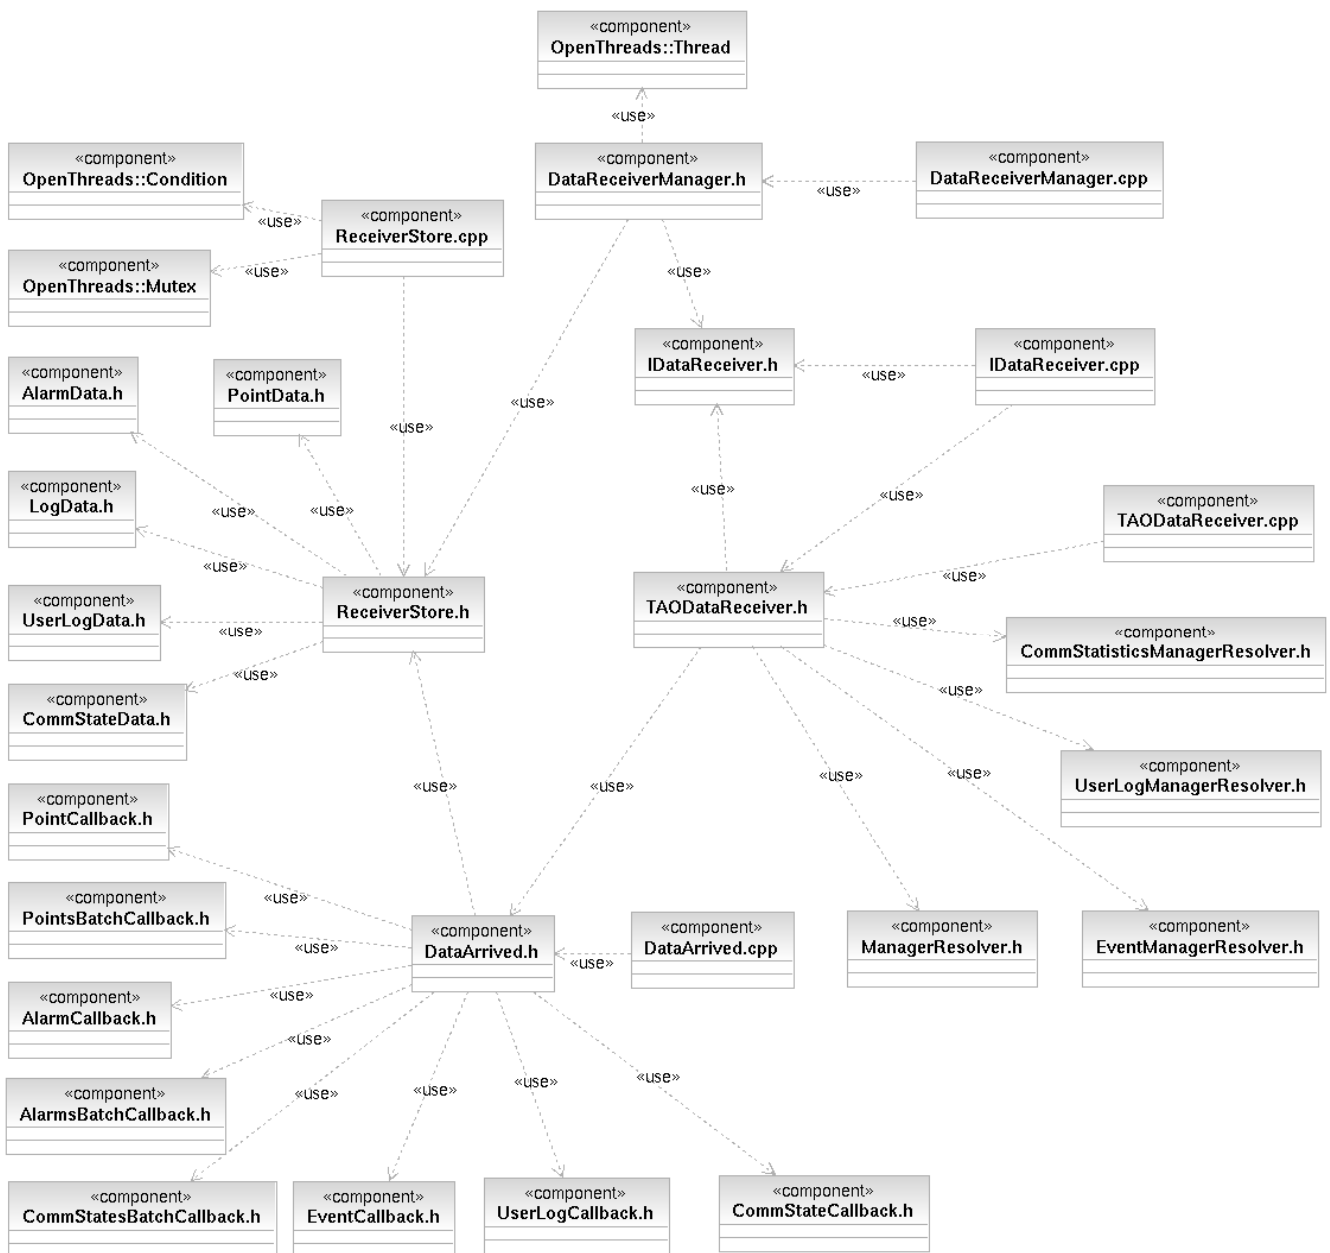 «component»
OpenThreads::Thread
«use»
«component»
OpenThreads::Condition
«component»
DataReceiverManager.h
«component»
DataReceiverManager.cpp
«use»
«use»
«component»
ReceiverStore.cpp
«use»
«component»
OpenThreads::Mutex
«use»
«use»
«component»
IDataReceiver.h
«component»
IDataReceiver.cpp
«use»
«component»
AlarmData.h
«component»
PointData.h
«use»
«use»
«component»
LogData.h
«use»
«use»
«use»
«use»
«component»
TAODataReceiver.cpp
«use»
«use»
«component»
UserLogData.h
«use»
«component»
ReceiverStore.h
«component»
TAODataReceiver.h
«use»
«component»
CommStatisticsManagerResolver.h
«use»
«component»
CommStateData.h
«use»
«component»
UserLogManagerResolver.h
«use»
«use»
«use»
«use»
«component»
PointCallback.h
«use»
«component»
PointsBatchCallback.h
«use»
«component»
DataArrived.h
«use»
«component»
DataArrived.cpp
«component»
ManagerResolver.h
«component»
EventManagerResolver.h
«component»
AlarmCallback.h
«use»
«use»
«component»
AlarmsBatchCallback.h
«use»
«use»
«use»
«use»
«component»
CommStatesBatchCallback.h
«component»
EventCallback.h
«component»
UserLogCallback.h
«component»
CommStateCallback.h